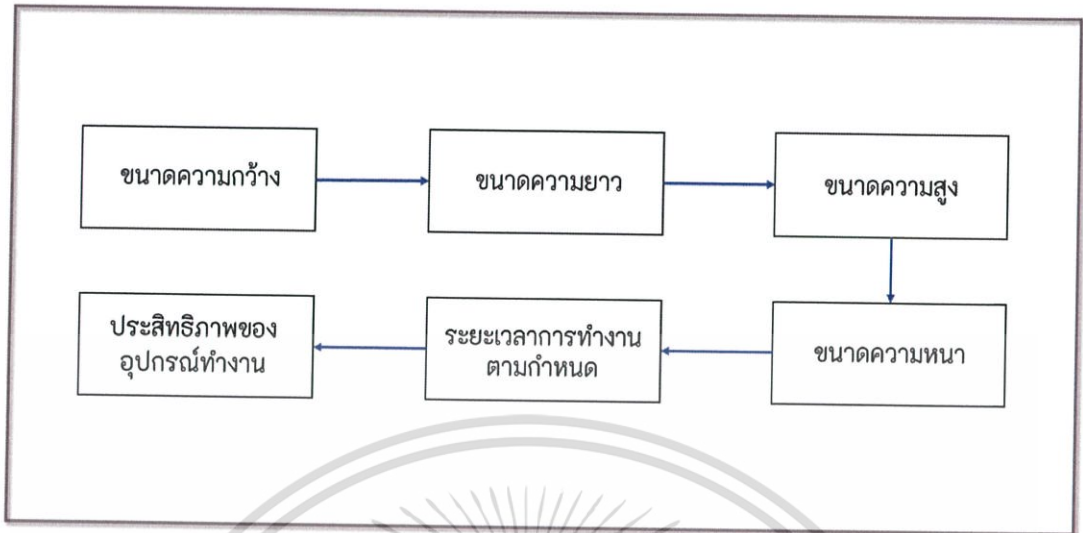 ขนาดความกว้าง
ขนาดความยาว
ขนาดความสูง
ขนาดความหนา
ระยะเวลาการทำงาน
ตามกำหนด
ประสิทธิภาพของ
อุปกรณ์ทำงาน